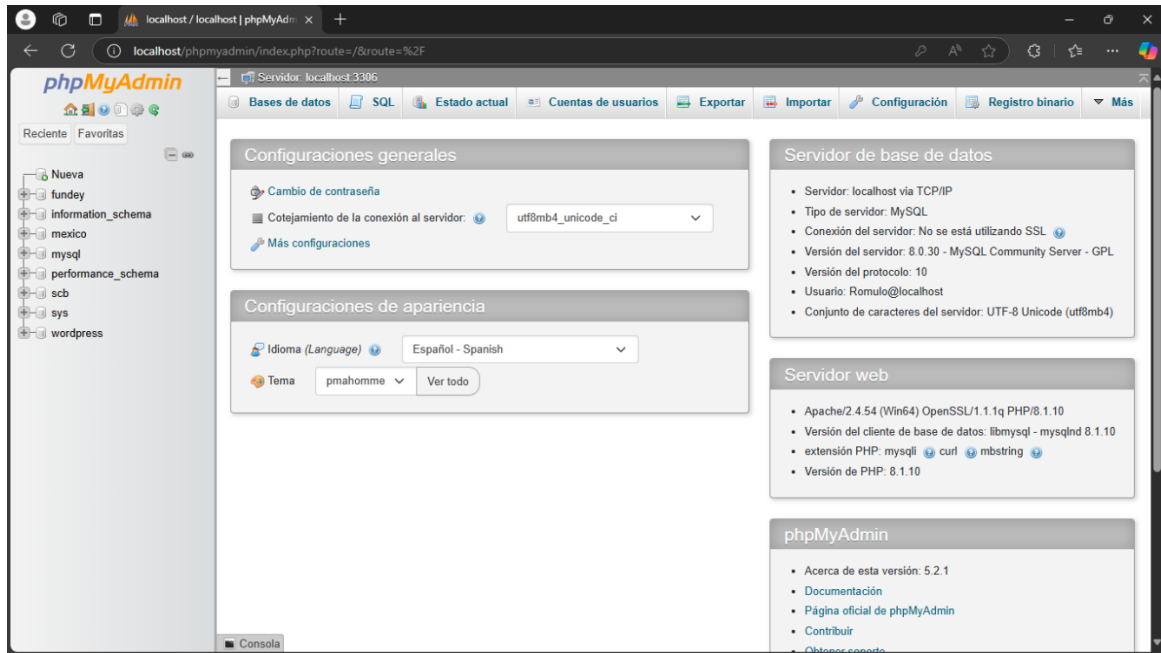 localhost / localhost | phpMyAdm
localhost/phpmyadmin/index.php?route=/&route=%2F
phpMyAdmin
Reciente Favoritas
Nueva
fundey
information_schema
mexico
mysql
performance_schema
scb
sys
wordpress
Servidor: localhost:3306
Bases de datos SQL Estado actual Cuentas de usuarios Exportar Importar Configuración Registro binario Más
Configuraciones generales
Cambio de contraseña
Cotejamiento de la conexión al servidor: utf8mb4_unicode_ci
Más configuraciones
Configuraciones de apariencia
Idioma (Language) Español - Spanish
Tema pmahomme Ver todo
Servidor de base de datos
Servidor: localhost via TCP/IP
Tipo de servidor: MySQL
Conexión del servidor: No se está utilizando SSL
Versión del servidor: 8.0.30 - MySQL Community Server - GPL
Versión del protocolo: 10
Usuario: Romulo@localhost
Conjunto de caracteres del servidor: UTF-8 Unicode (utf8mb4)
Servidor web
Apache/2.4.54 (Win64) OpenSSL/1.1.1q PHP/8.1.10
Versión del cliente de base de datos: libmysql - mysqlnd 8.1.10
extensión PHP: mysqli curl mbstring
Versión de PHP: 8.1.10
phpMyAdmin
Acerca de esta versión: 5.2.1
Documentación
Página oficial de phpMyAdmin
Contribuir
Obtener soporte
Consola